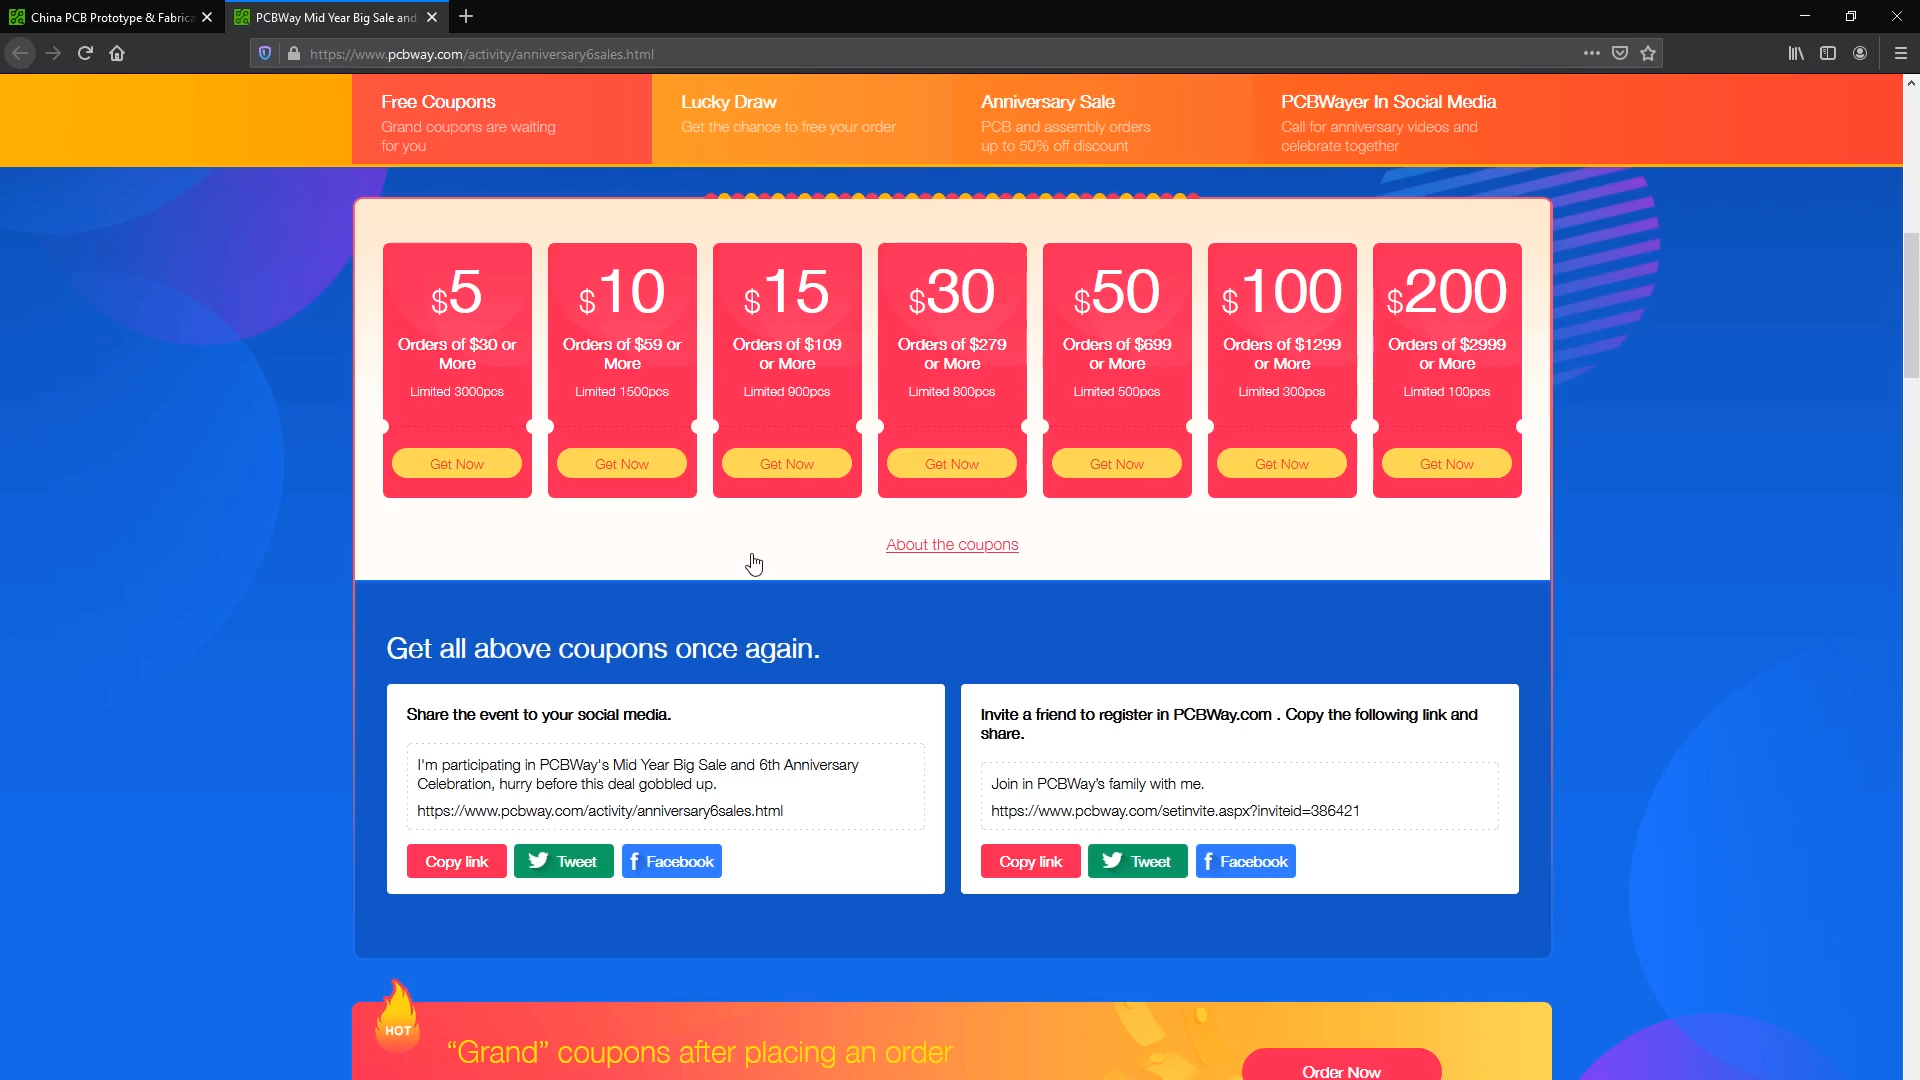 China PCB Prototype & Fabrica
PCBWay Mid Year Big Sale and
https://www.pcbway.com/activity/anniversary6sales.html
Free Coupons
Grand coupons are waiting
for you
Lucky Draw
Get the chance to free your order
Anniversary Sale
PCB and assembly orders
up to 50% off discount
PCBWayer In Social Media
Call for anniversary videos and
celebrate together
$5
Orders of $30 or
More
Limited 3000pcs
Get Now
$10
Orders of $59 or
More
Limited 1500pcs
Get Now
$15
Orders of $109
or More
Limited 900pcs
Get Now
$30
Orders of $279
or More
Limited 800pcs
Get Now
$50
Orders of $699
or More
Limited 500pcs
Get Now
$100
Orders of $1299
or More
Limited 300pcs
Get Now
$200
Orders of $2999
or More
Limited 100pcs
Get Now
About the coupons
Get all above coupons once again.
Share the event to your social media.
I'm participating in PCBWay's Mid Year Big Sale and 6th Anniversary
Celebration, hurry before this deal gobbled up.
https://www.pcbway.com/activity/anniversary6sales.html
Copy link
Tweet
Facebook
Invite a friend to register in PCBWay.com . Copy the following link and
share.
Join in PCBWay's family with me.
https://www.pcbway.com/setinvite.aspx?inviteid=386421
Copy link
Tweet
Facebook
HOT
“Grand” coupons after placing an order
Order Now